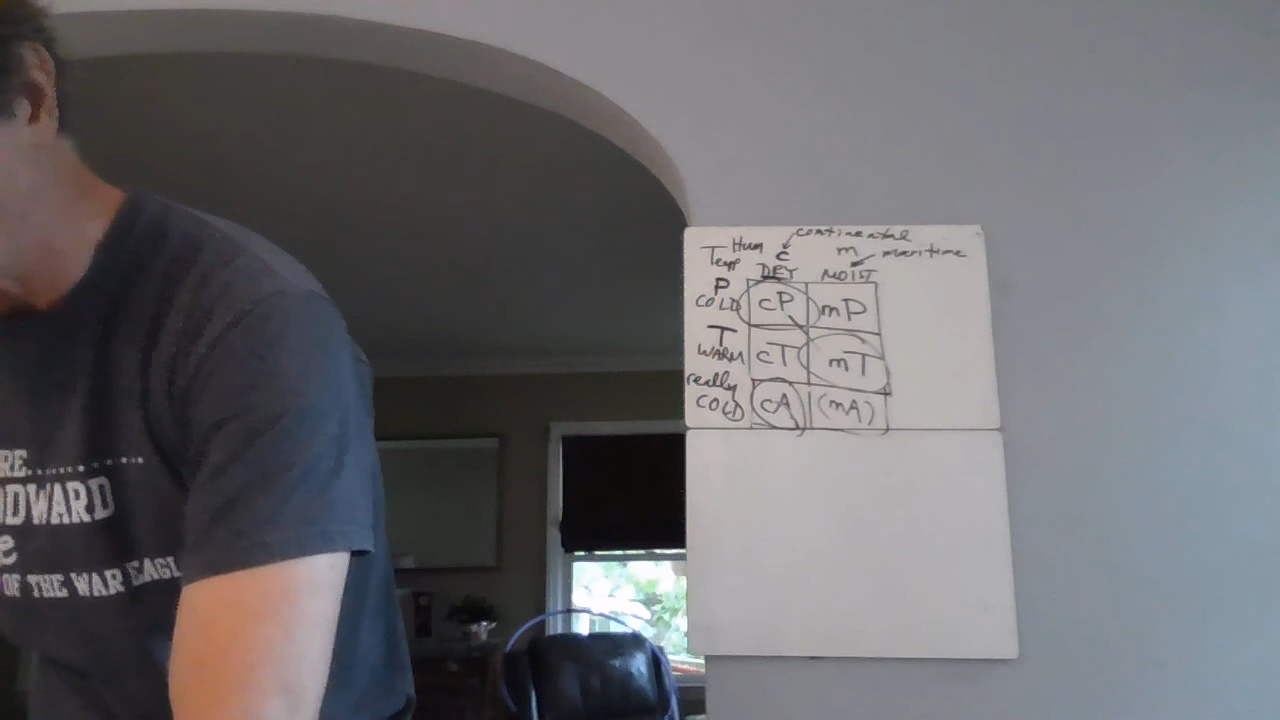 continental
Hum c m maritime
Temp DRY MOIST
P
COLD cP mP
T
WARM cT mT
really
COLD cA (mA)
RE........
DWARD
e
OF THE WAR EAGL